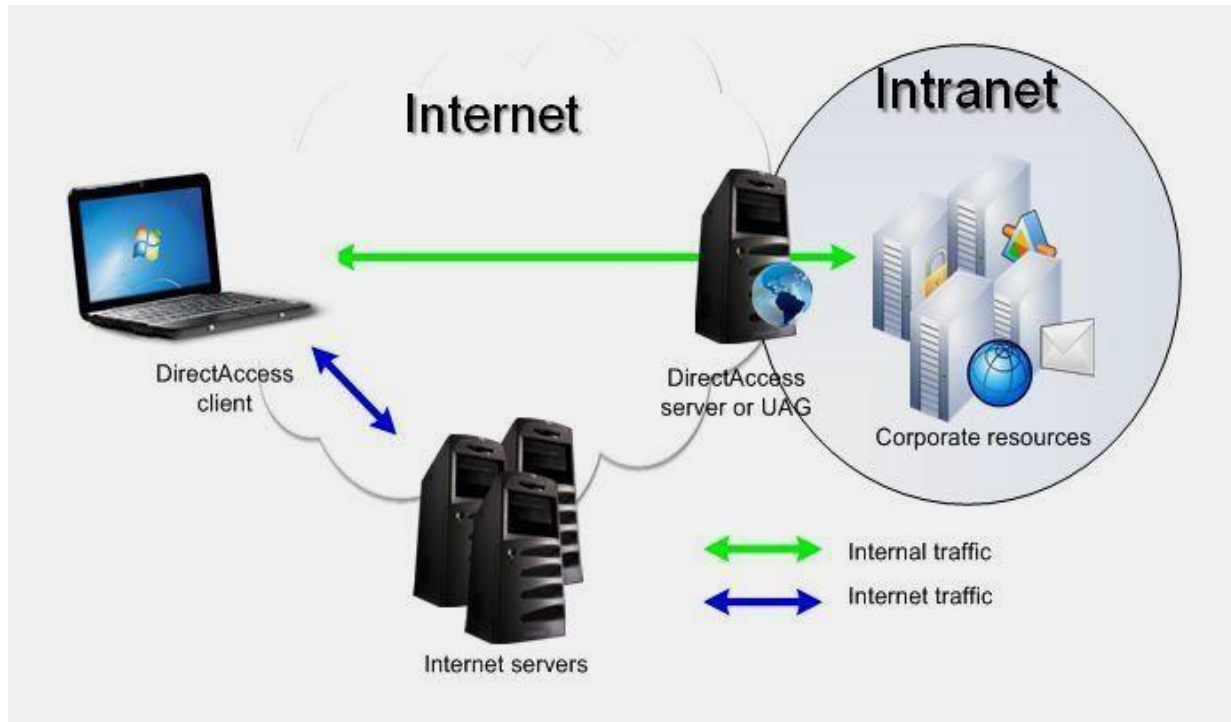 Internet
Intranet
DirectAccess
client
DirectAccess
server or UAG
Corporate resources
Internal traffic
Internet traffic
Internet servers